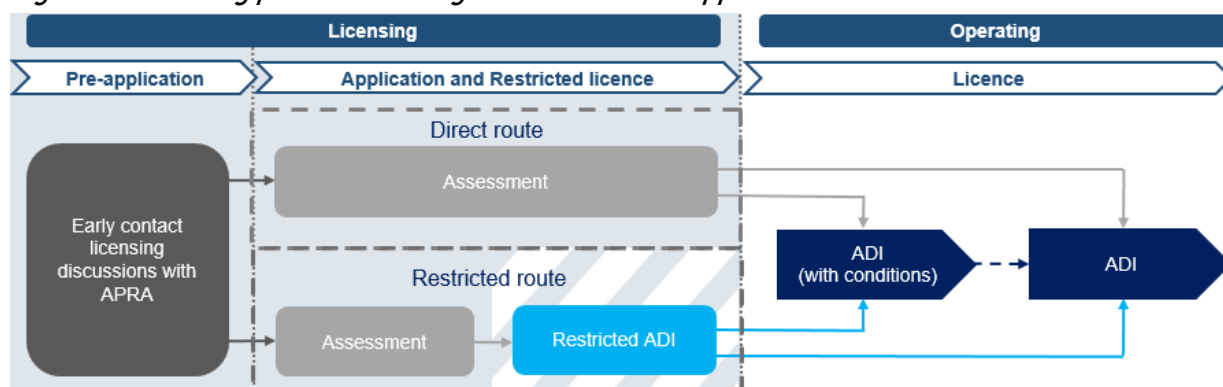 Licensing
Operating
Pre-application
Application and Restricted licence
Licence
Direct route
Assessment
Early contact
licensing
discussions with
APRA
ADI
(with conditions)
ADI
Restricted route
Assessment
Restricted ADI